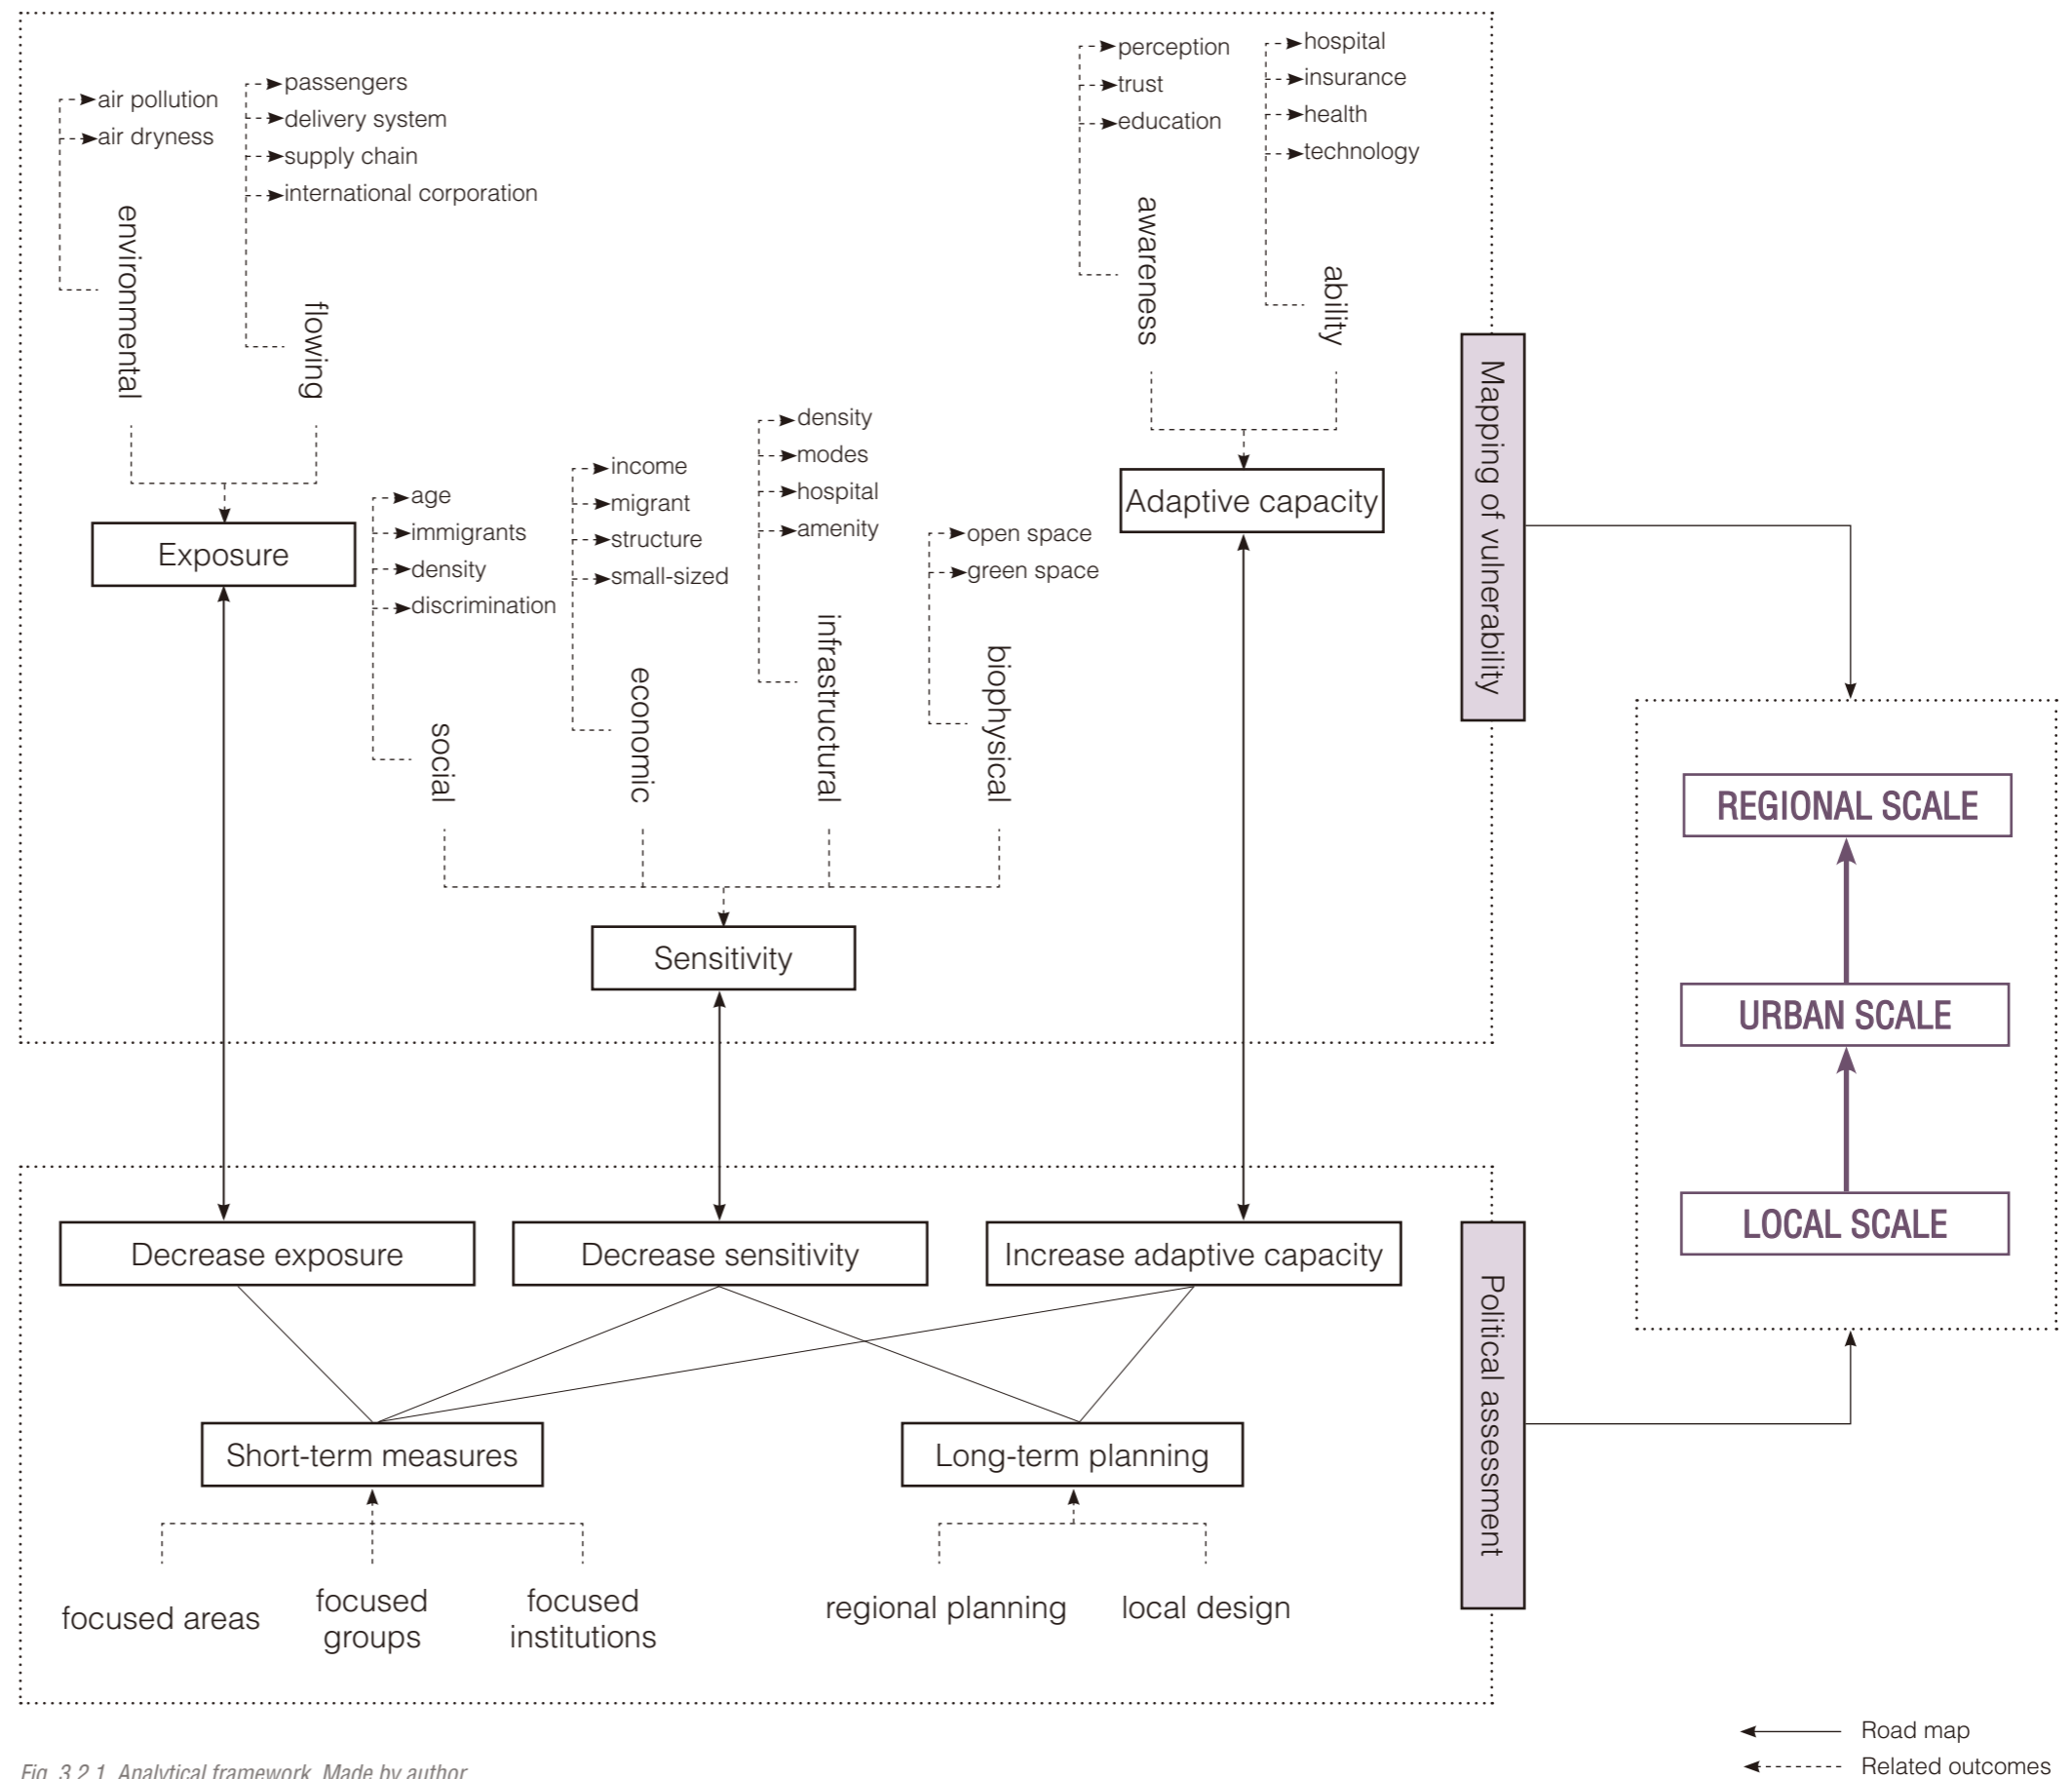 air pollution
air dryness
environmental
passengers
delivery system
supply chain
international corporation
flowing
Exposure
age
immigrants
density
discrimination
social
income
migrant
structure
small-sized
economic
density
modes
hospital
amenity
infrastructural
open space
green space
biophysical
Sensitivity
perception
trust
education
awareness
hospital
insurance
health
technology
ability
Adaptive capacity
Mapping of vulnerability
REGIONAL SCALE
URBAN SCALE
LOCAL SCALE
Decrease exposure
Decrease sensitivity
Increase adaptive capacity
Short-term measures
Long-term planning
focused areas
focused
groups
focused
institutions
regional planning
local design
Political assessment
Road map
Related outcomes
Fig. 3.2.1. Analytical framework. Made by author